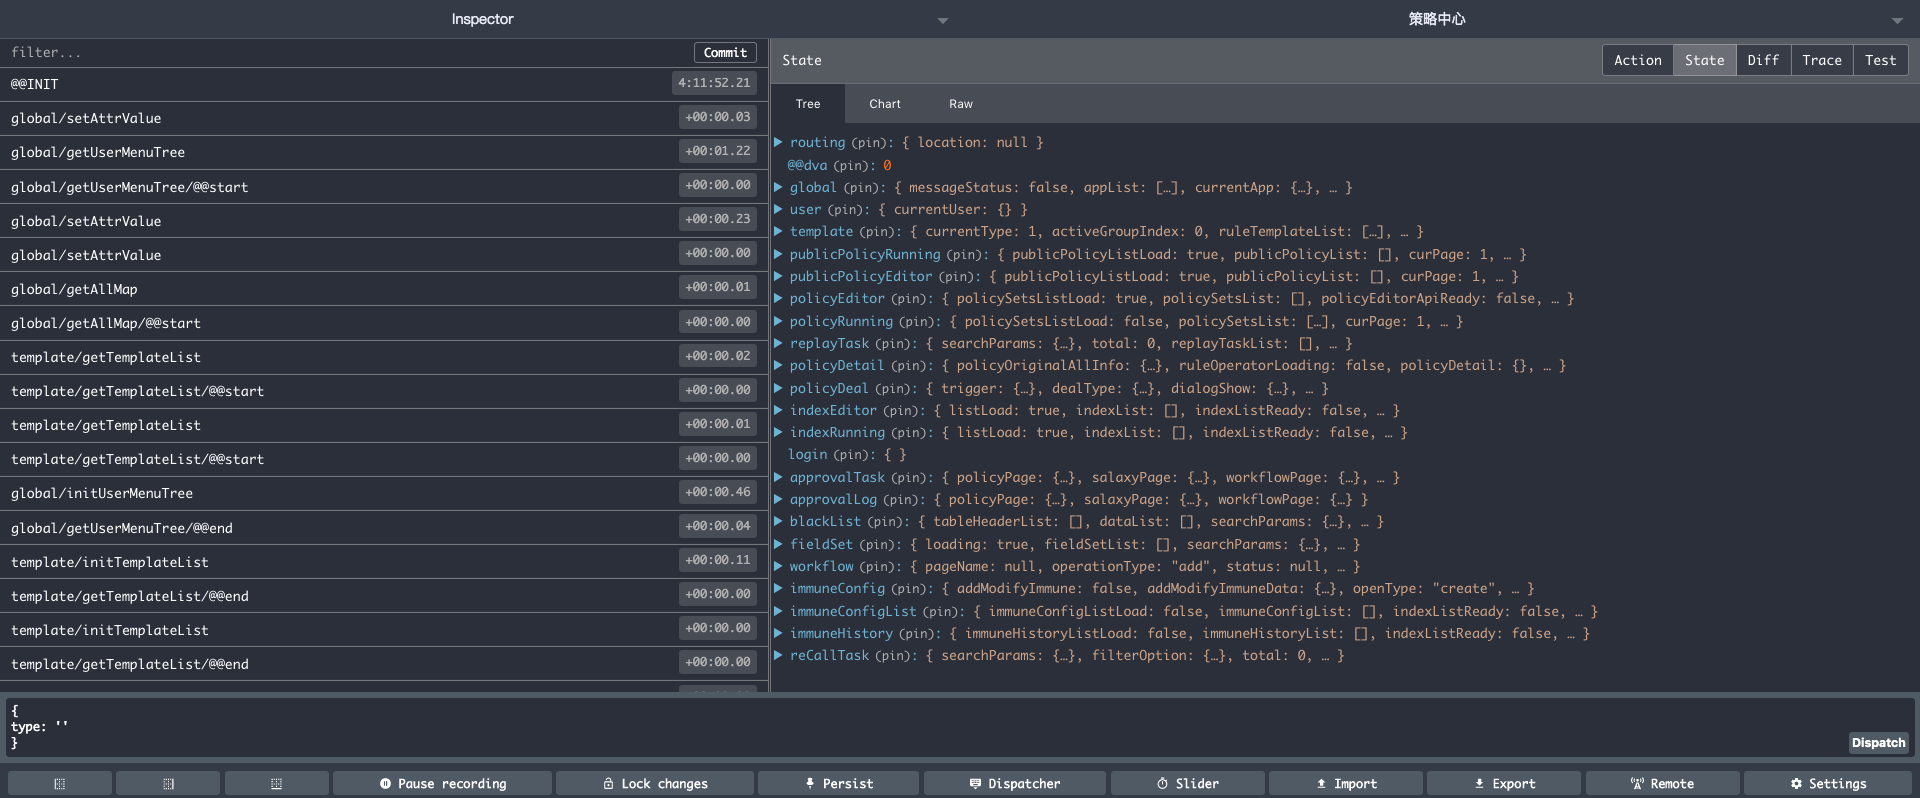 Inspector
策略中心
filter...
Commit
@@INIT
4:11:52.21
global/setAttrValue
+00:00.03
global/getUserMenuTree
+00:01.22
global/getUserMenuTree/@@start
+00:00.00
global/setAttrValue
+00:00.23
global/setAttrValue
+00:00.00
global/getAllMap
+00:00.01
global/getAllMap/@@start
+00:00.00
template/getTemplateList
+00:00.02
template/getTemplateList/@@start
+00:00.00
template/getTemplateList
+00:00.01
template/getTemplateList/@@start
+00:00.00
global/initUserMenuTree
+00:00.46
global/getUserMenuTree/@@end
+00:00.04
template/initTemplateList
+00:00.11
template/getTemplateList/@@end
+00:00.00
template/initTemplateList
+00:00.00
template/getTemplateList/@@end
+00:00.00
State
Action
State
Diff
Trace
Test
Tree
Chart
Raw
routing (pin): { location: null }
@@dva (pin): 0
global (pin): { messageStatus: false, appList: […], currentApp: {…}, … }
user (pin): { currentUser: {} }
template (pin): { currentType: 1, activeGroupIndex: 0, ruleTemplateList: […], … }
publicPolicyRunning (pin): { publicPolicyListLoad: true, publicPolicyList: [], curPage: 1, … }
publicPolicyEditor (pin): { publicPolicyListLoad: true, publicPolicyList: [], curPage: 1, … }
policyEditor (pin): { policySetsListLoad: true, policySetsList: [], policyEditorApiReady: false, … }
policyRunning (pin): { policySetsListLoad: false, policySetsList: […], curPage: 1, … }
replayTask (pin): { searchParams: {…}, total: 0, replayTaskList: [], … }
policyDetail (pin): { policyOriginalAllInfo: {…}, ruleOperatorLoading: false, policyDetail: {}, … }
policyDeal (pin): { trigger: {…}, dealType: {…}, dialogShow: {…}, … }
indexEditor (pin): { listLoad: true, indexList: [], indexListReady: false, … }
indexRunning (pin): { listLoad: true, indexList: [], indexListReady: false, … }
login (pin): { }
approvalTask (pin): { policyPage: {…}, salaxyPage: {…}, workflowPage: {…}, … }
approvalLog (pin): { policyPage: {…}, salaxyPage: {…}, workflowPage: {…} }
blackList (pin): { tableHeaderList: [], dataList: [], searchParams: {…}, … }
fieldSet (pin): { loading: true, fieldSetList: [], searchParams: {…}, … }
workflow (pin): { pageName: null, operationType: "add", status: null, … }
immuneConfig (pin): { addModifyImmune: false, addModifyImmuneData: {…}, openType: "create", … }
immuneConfigList (pin): { immuneConfigListLoad: false, immuneConfigList: [], indexListReady: false, … }
immuneHistory (pin): { immuneHistoryListLoad: false, immuneHistoryList: [], indexListReady: false, … }
reCallTask (pin): { searchParams: {…}, filterOption: {…}, total: 0, … }
{
type: ''
}
Dispatch
Pause recording
Lock changes
Persist
Dispatcher
Slider
Import
Export
Remote
Settings